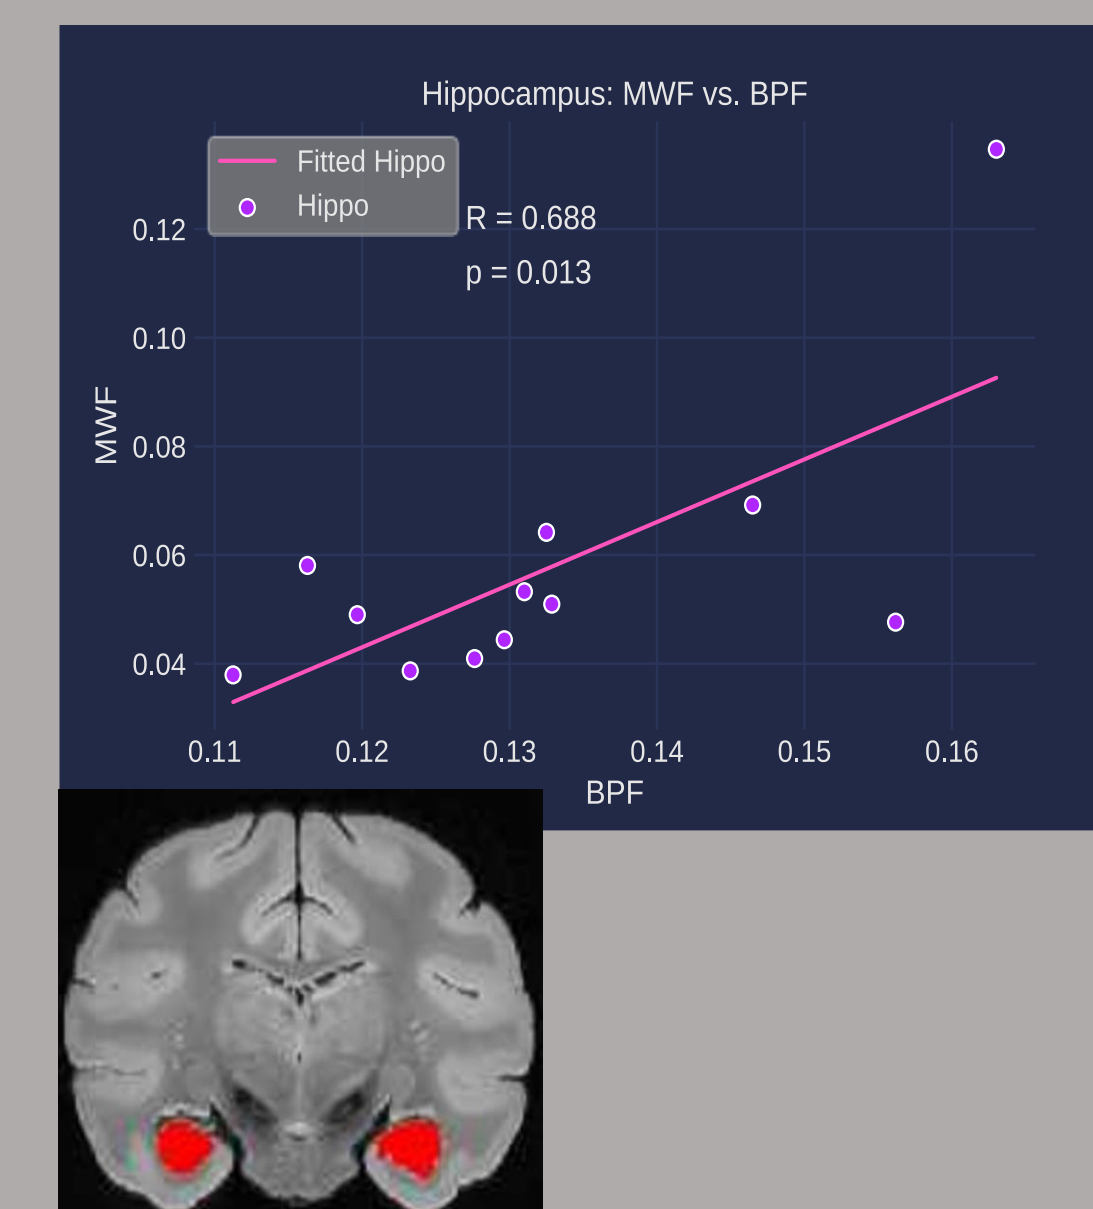 Hippocampus: MWF vs. BPF
Fitted Hippo
Hippo
R = 0.688
p = 0.013
0.12
0.10
0.08
0.06
0.04
MWF
0.11 0.12 0.13 0.14 0.15 0.16
BPF